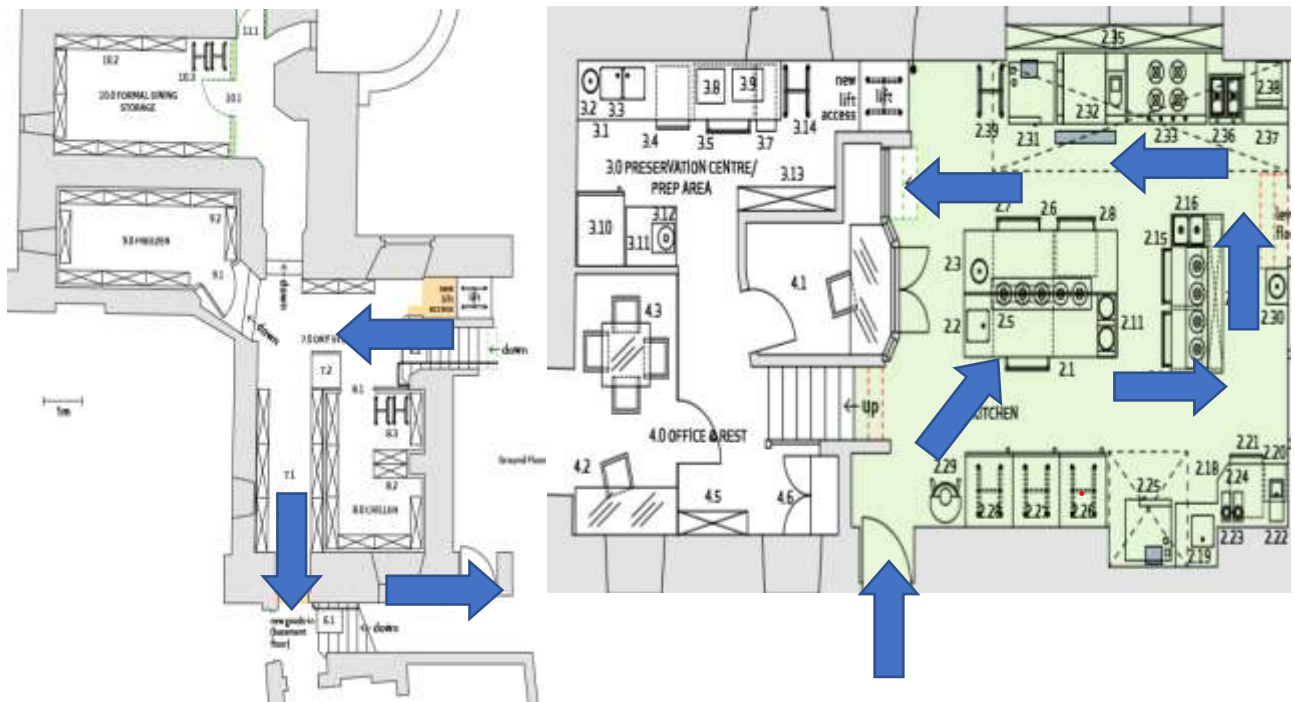 11.1
10.2
10.3
10.0 FORMAL DINING
STORAGE
10.1
9.2
9.0 FREEZER
9.1
←down
←down
new
lift
access
lift
7.0 DRY
←down
7.2
8.1
1m
8.3
7.1
8.2
Ground Floor
8.0 CHILLER
new goods-in
(basement
floor)
6.1
←down
2.35
3.2
3.3
3.8
3.9
new
lift
access
lift
2.32
2.38
3.1
3.4
3.5
3.7
3.14
2.39
2.31
2.33
2.36
2.37
3.0 PRESERVATION CENTRE/
PREP AREA
3.13
3.10
3.12
3.11
2.7
2.6
2.8
2.16
2.15
2.3
4.1
4.3
2.2
2.5
2.11
2.30
2.1
←Up
KITCHEN
4.0 OFFICE & REST
4.2
4.5
4.6
2.29
2.28
2.27
2.26
2.25
2.18
2.21
2.20
2.24
2.19
2.23
2.22